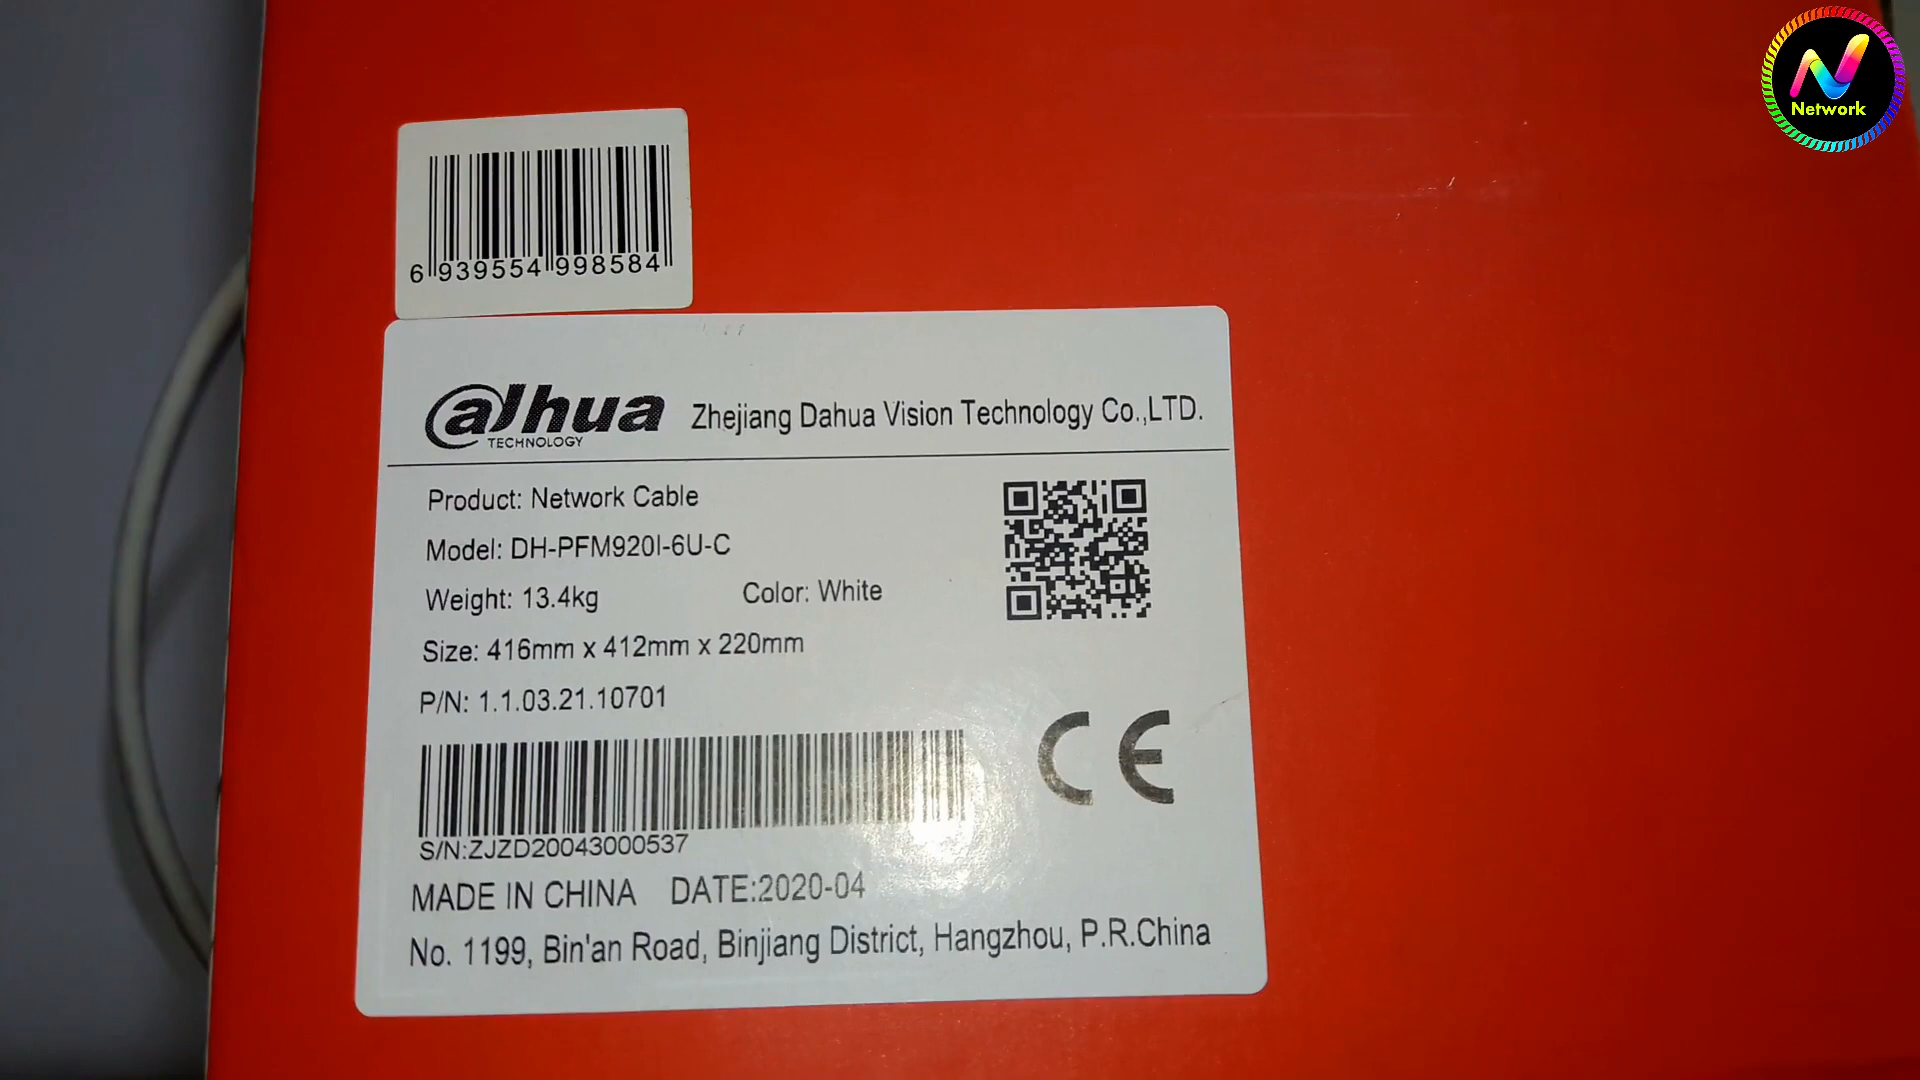 Network
6 939554 998584
alhua
TECHNOLOGY
Zhejiang Dahua Vision Technology Co.,LTD.
Product: Network Cable
Model: DH-PFM920I-6U-C
Weight: 13.4kg Color: White
Size: 416mm x 412mm x 220mm
P/N: 1.1.03.21.10701
CE
S/N:ZJZD20043000537
MADE IN CHINA DATE:2020-04
No. 1199, Bin'an Road, Binjiang District, Hangzhou, P.R.China